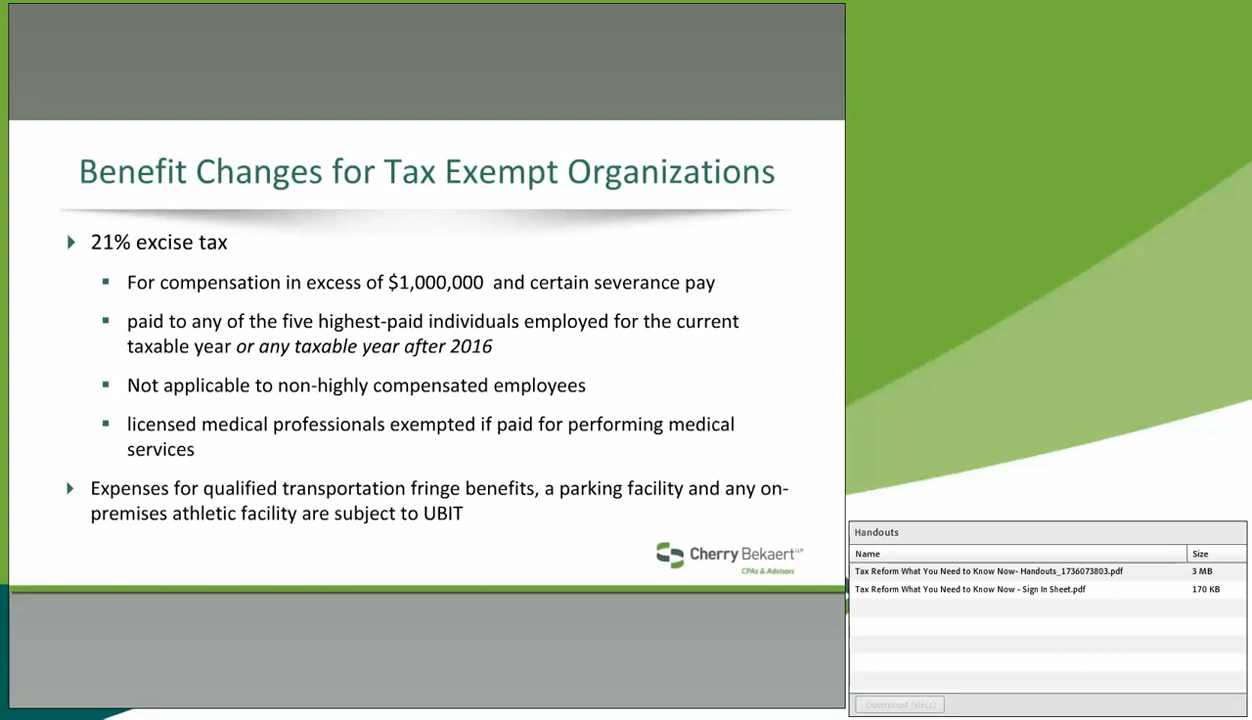 Benefit Changes for Tax Exempt Organizations
21% excise tax
For compensation in excess of $1,000,000 and certain severance pay
paid to any of the five highest-paid individuals employed for the current
taxable year or any taxable year after 2016
Not applicable to non-highly compensated employees
licensed medical professionals exempted if paid for performing medical
services
Expenses for qualified transportation fringe benefits, a parking facility and any on-
premises athletic facility are subject to UBIT
Cherry Bekaert LLP
CPAs & Advisors
Handouts
Name Size
Tax Reform What You Need to Know Now- Handouts_1736073803.pdf 3 MB
Tax Reform What You Need to Know Now - Sign In Sheet.pdf 170 KB
Download File(s)